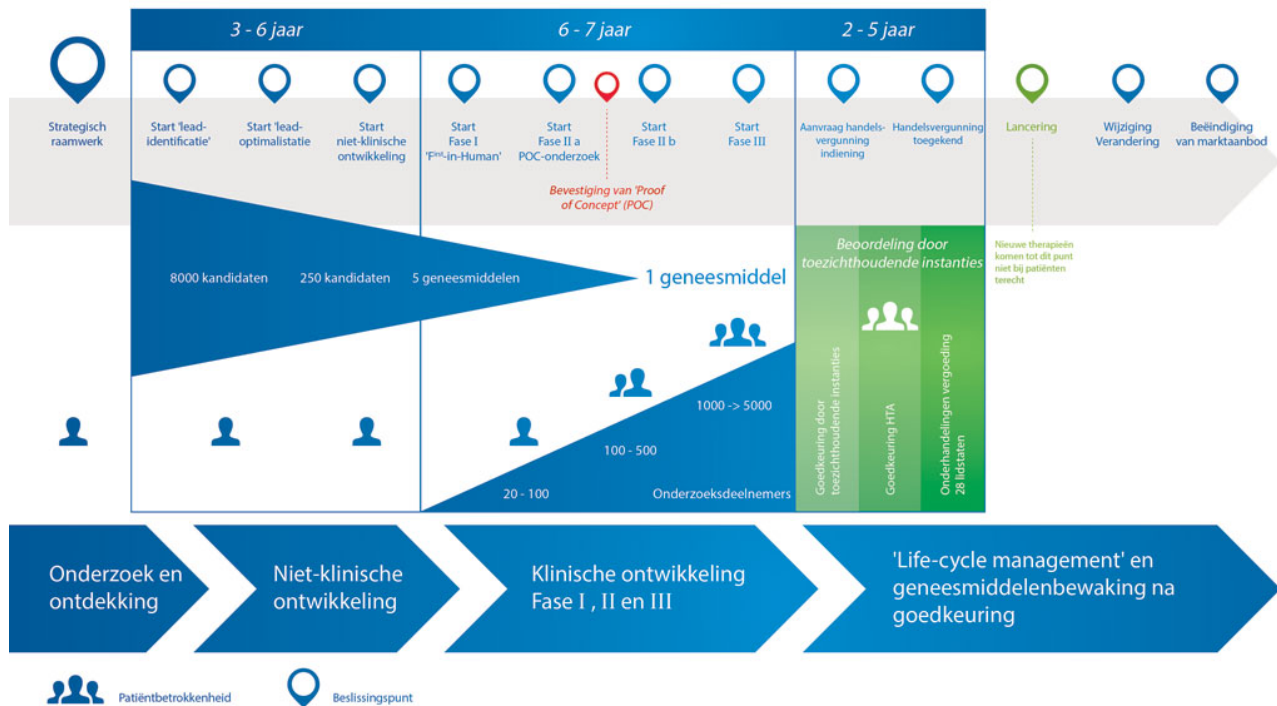 3 - 6 jaar
6 - 7 jaar
2 - 5 jaar
Strategisch
raamwerk
Start 'lead-
identificatie'
Start 'lead-
optimalistatie
Start
niet-klinische
ontwikkeling
Start
Fase I
'First-in-Human'
Start
Fase II a
POC-onderzoek
Start
Fase II b
Start
Fase III
Aanvraag handels-
vergunning
indiening
Handelsvergunning
toegekend
Lancering
Wijziging
Verandering
Beëindiging
van marktaanbod
Bevestiging van 'Proof
of Concept' (POC)
8000 kandidaten
250 kandidaten
5 geneesmiddelen
1 geneesmiddel
Beoordeling door
toezichthoudende instanties
Nieuwe therapieën
komen tot dit punt
niet bij patiënten
terecht
20 - 100
100 - 500
1000 -> 5000
Onderzoeksdeelnemers
Goedkeuring door
toezichthoudende instanties
Goedkeuring HTA
Onderhandelingen vergoeding
28 lidstaten
Onderzoek en
ontdekking
Niet-klinische
ontwikkeling
Klinische ontwikkeling
Fase I , II en III
'Life-cycle management' en
geneesmiddelenbewaking na
goedkeuring
Patiëntbetrokkenheid
Beslissingspunt